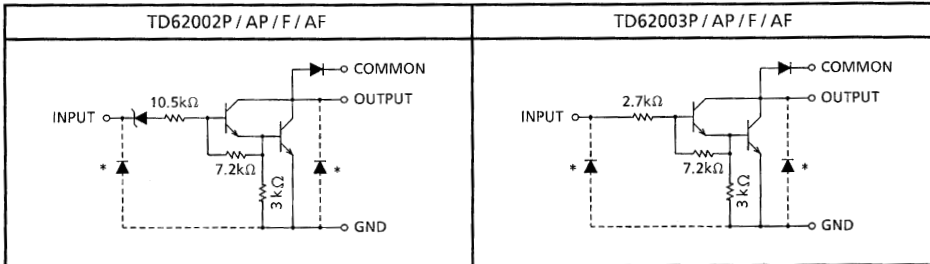 TD62002P / AP / F / AF
COMMON
OUTPUT
10.5kΩ
INPUT
7.2kΩ
*
*
3kΩ
GND
TD62003P / AP / F / AF
COMMON
OUTPUT
2.7kΩ
INPUT
7.2kΩ
*
*
3kΩ
GND